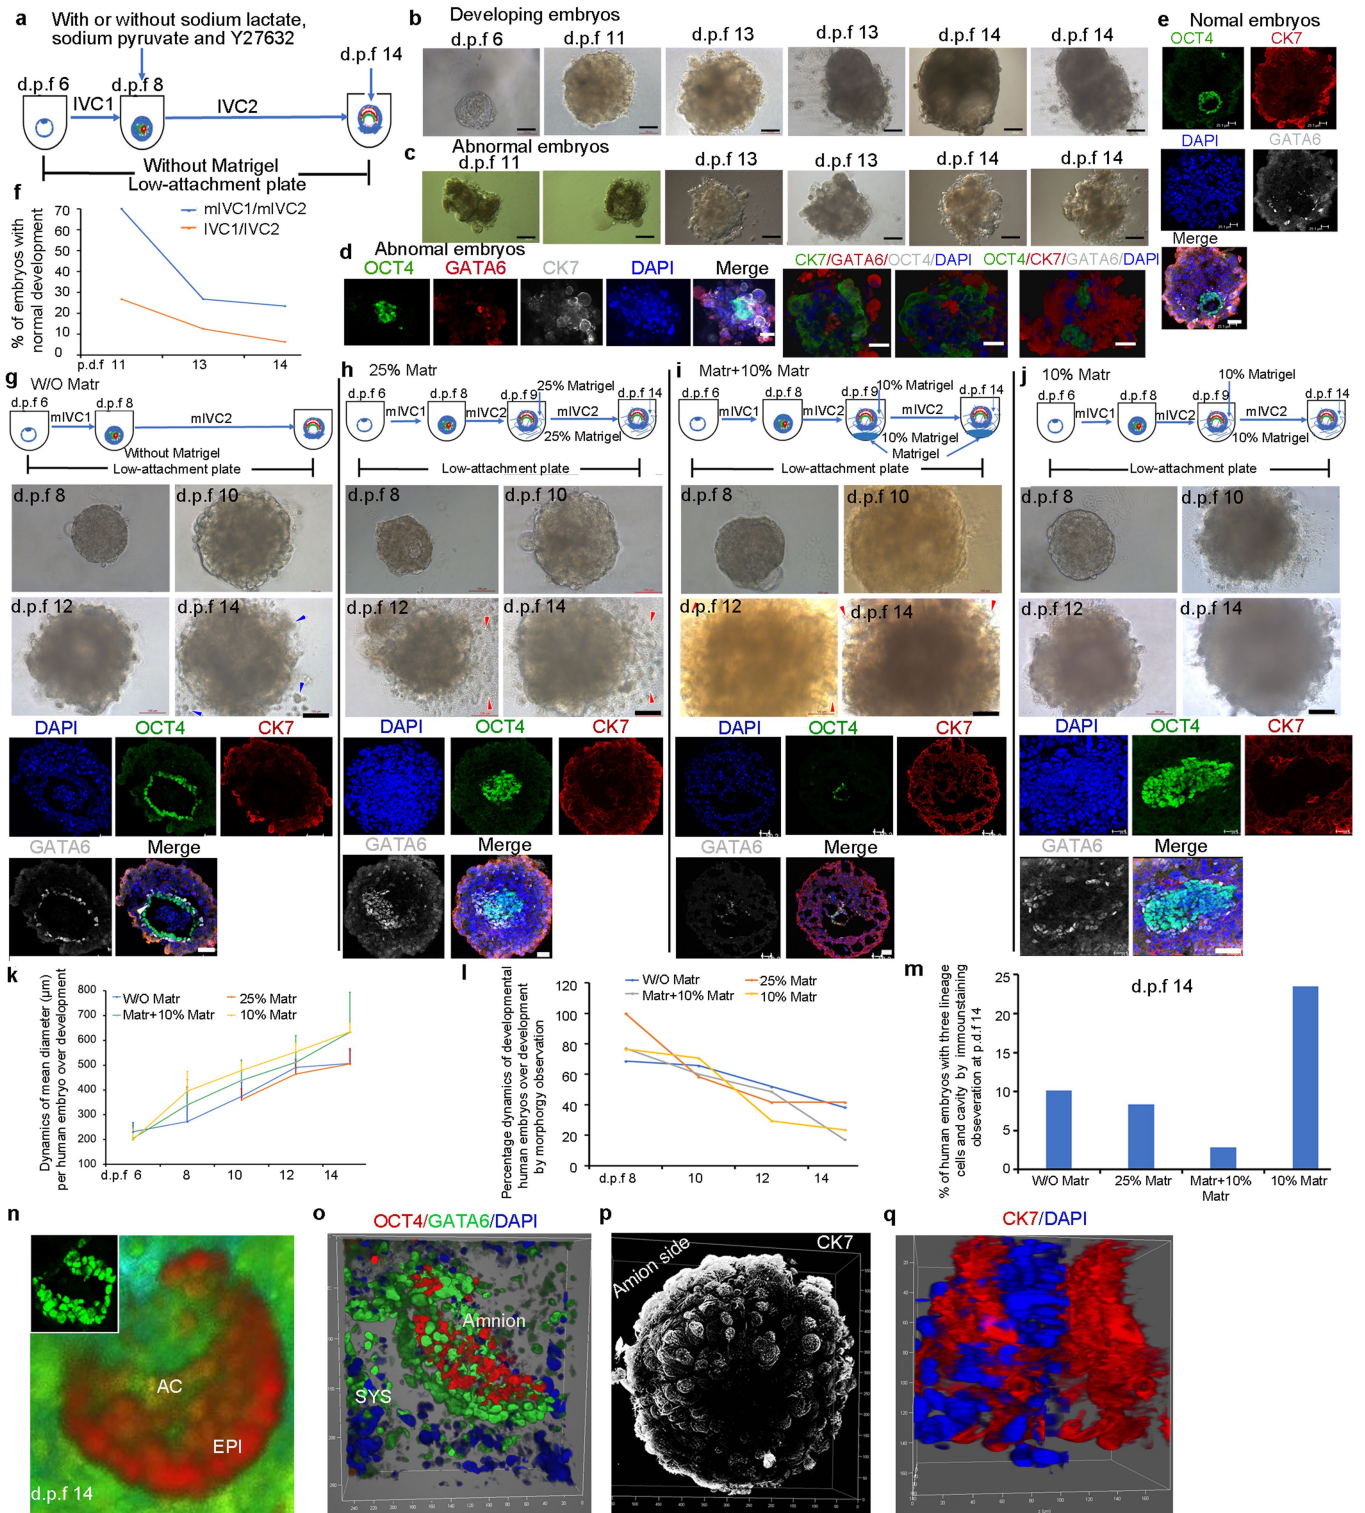 a
With or without sodium lactate,
sodium pyruvate and Y27632
d.p.f 6
d.p.f 8
d.p.f 14
IVC1
IVC2
Without Matrigel
Low-attachment plate
b
Developing embryos
d.p.f 6
d.p.f 11
d.p.f 13
d.p.f 13
d.p.f 14
d.p.f 14
c
Abnormal embryos
d.p.f 11
d.p.f 13
d.p.f 13
d.p.f 14
d.p.f 14
d
Abnomal embryos
OCT4
GATA6
CK7
DAPI
Merge
CK7/GATA6/OCT4/DAPI
OCT4/CK7/GATA6/DAPI
e
Nomal embryos
OCT4
CK7
DAPI
GATA6
Merge
f
% of embryos with
normal development
70
60
50
40
30
20
10
0
mIVC1/mIVC2
IVC1/IVC2
p.d.f 11
13
14
g
W/O Matr
d.p.f 6
d.p.f 8
mIVC1
mIVC2
Without Matrigel
Low-attachment plate
d.p.f 8
d.p.f 10
d.p.f 12
d.p.f 14
DAPI
OCT4
CK7
GATA6
Merge
h
25% Matr
d.p.f 6
d.p.f 8
d.p.f 9
d.p.f 14
25% Matrigel
mIVC1
mIVC2
mIVC2
25% Matrigel
Low-attachment plate
d.p.f 8
d.p.f 10
d.p.f 12
d.p.f 14
DAPI
OCT4
CK7
GATA6
Merge
i
Matr+10% Matr
d.p.f 6
d.p.f 8
d.p.f 9
d.p.f 14
10% Matrigel
mIVC1
mIVC2
mIVC2
10% Matrigel
Matrigel
Low-attachment plate
d.p.f 8
d.p.f 10
d.p.f 12
d.p.f 14
DAPI
OCT4
CK7
GATA6
Merge
j
10% Matr
d.p.f 6
d.p.f 8
d.p.f 9
d.p.f 14
10% Matrigel
mIVC1
mIVC2
mIVC2
10% Matrigel
Low-attachment plate
d.p.f 8
d.p.f 10
d.p.f 12
d.p.f 14
DAPI
OCT4
CK7
GATA6
Merge
k
Dynamics of mean diameter (µm)
per human embryo over development
800
700
600
500
400
300
200
100
W/O Matr
25% Matr
Matr+10% Matr
10% Matr
d.p.f 6
8
10
12
14
l
Percentage dynamics of developmental
human embryos over development
by morphorgy observation
120
100
80
60
40
20
0
W/O Matr
25% Matr
Matr+10% Matr
10% Matr
d.p.f 8
10
12
14
m
% of human embryos with three lineage
cells and cavity by immounstaining
obseveration at p.d.f 14
d.p.f 14
25
20
15
10
5
0
W/O Matr
25% Matr
Matr+10%
Matr
10% Matr
n
AC
EPI
d.p.f 14
o
OCT4/GATA6/DAPI
Amnion
SYS
p
CK7
Amion side
q
CK7/DAPI